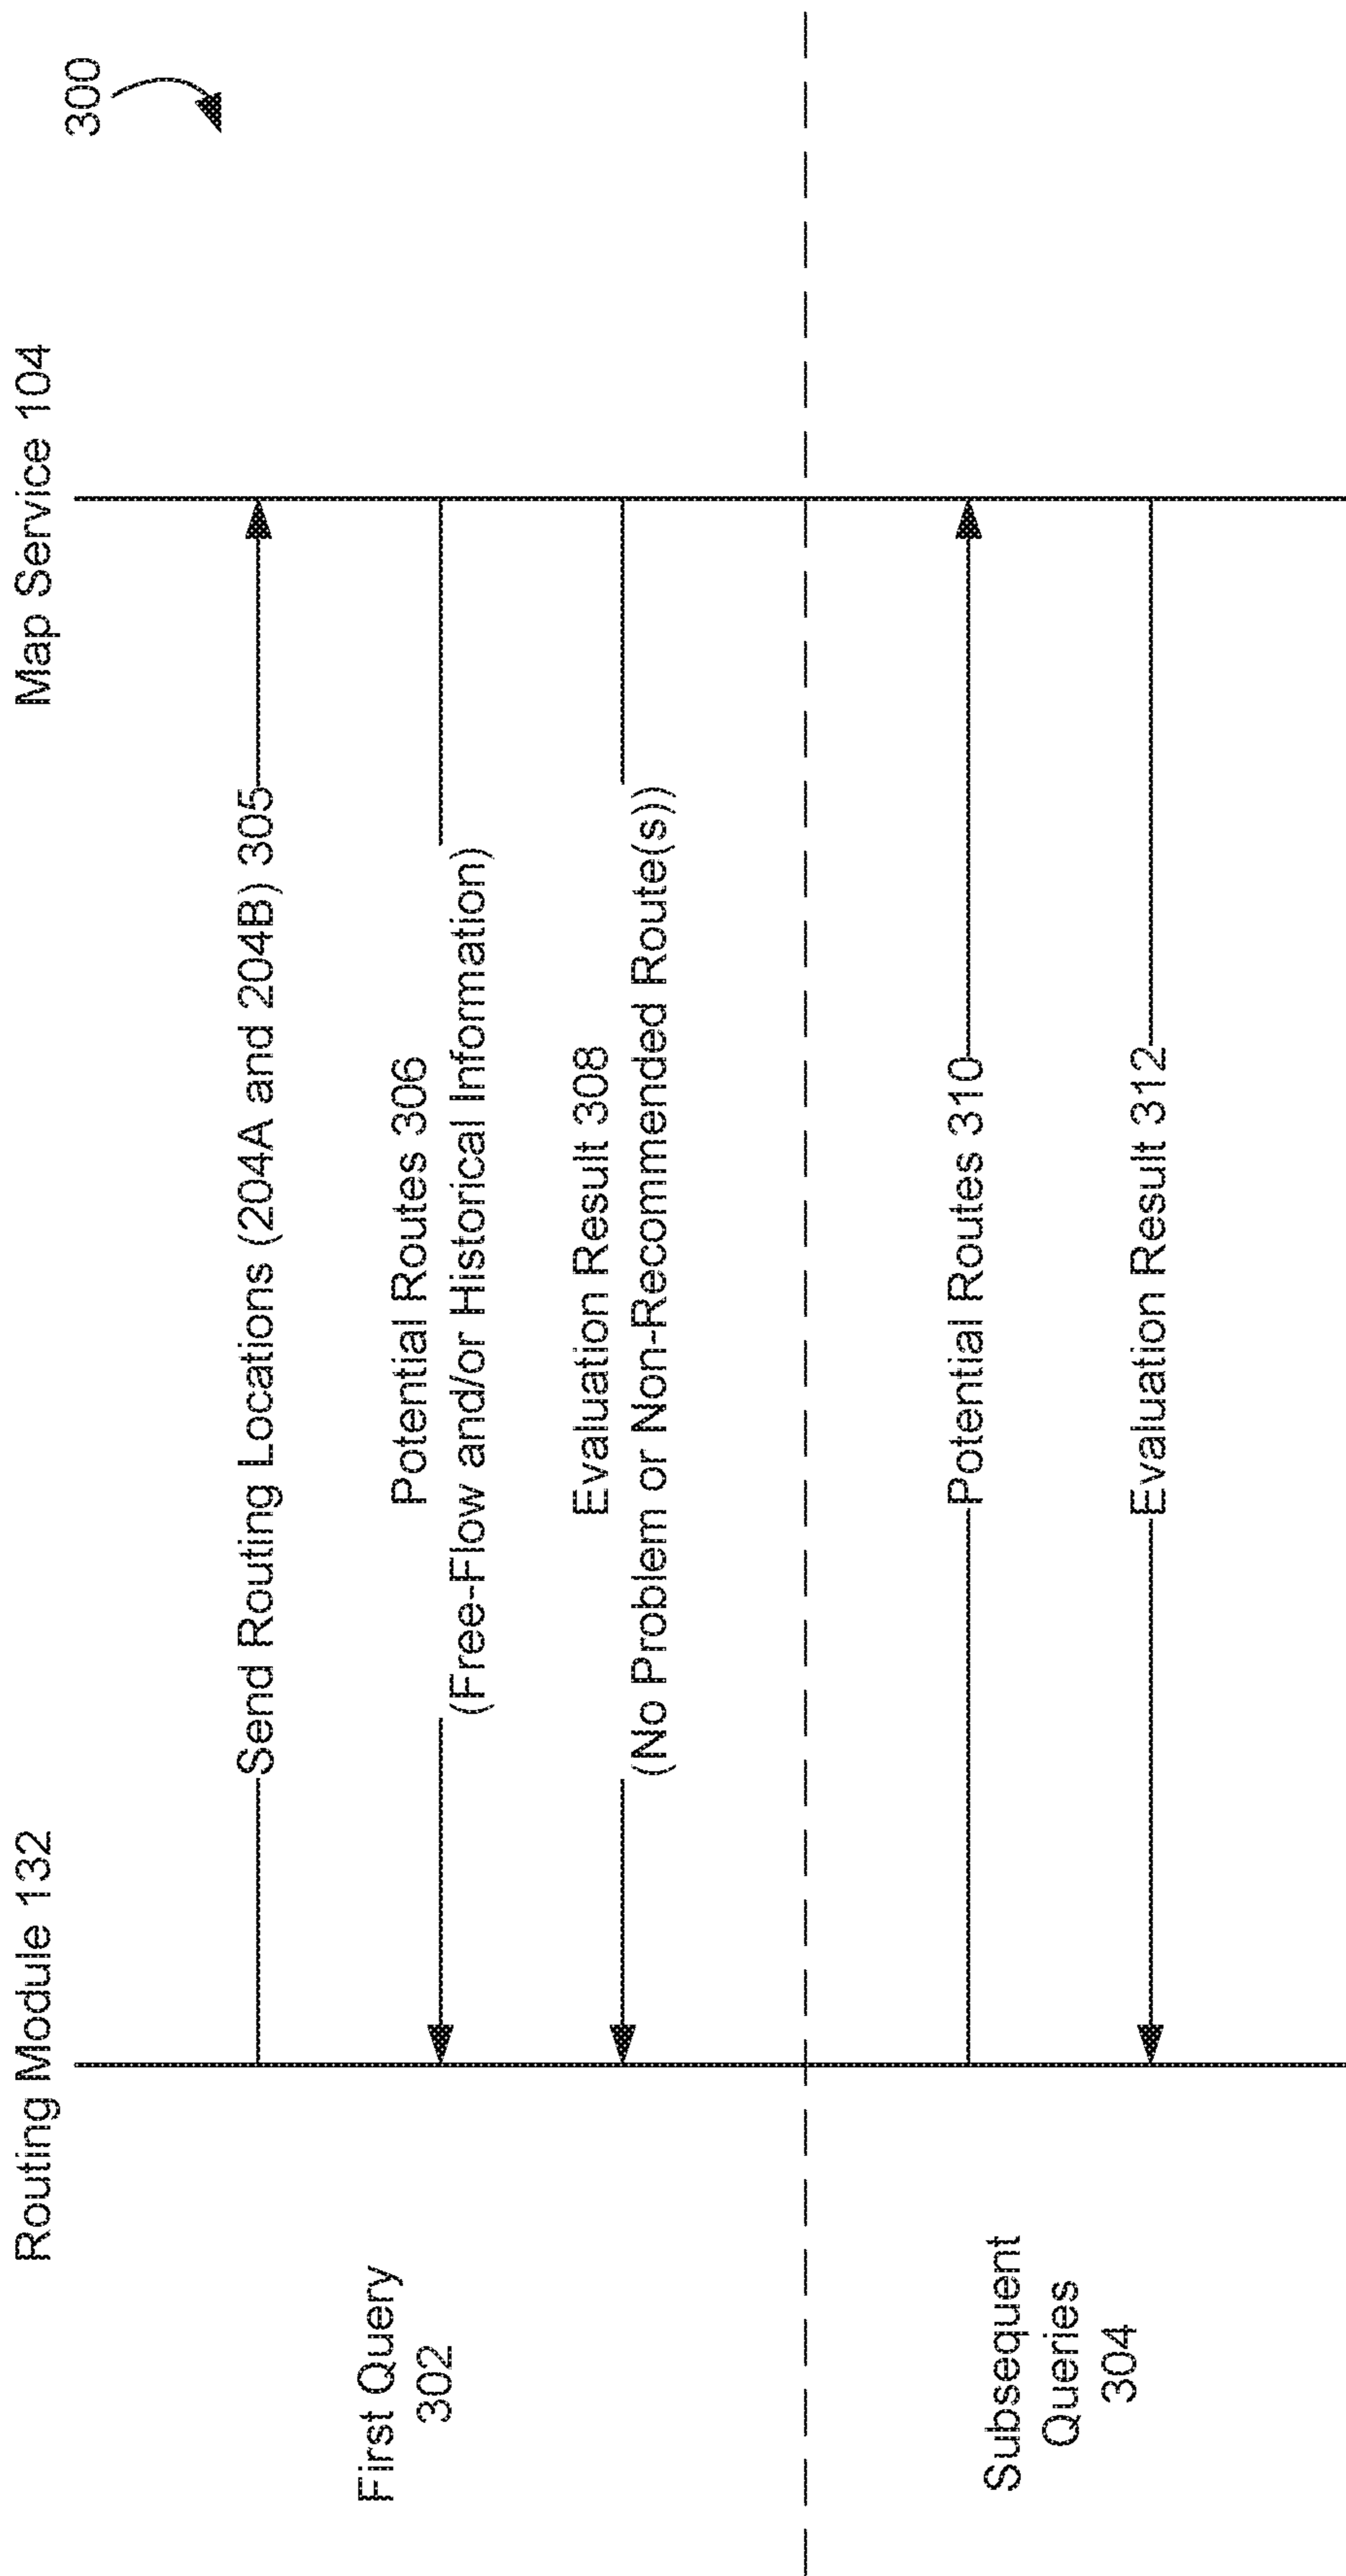 300
Routing Module 132
Map Service 104
First Query
302
Send Routing Locations (204A and 204B) 305
Potential Routes 306
(Free-Flow and/or Historical Information)
Evaluation Result 308
(No Problem or Non-Recommended Route(s))
Subsequent
Queries
304
Potential Routes 310
Evaluation Result 312